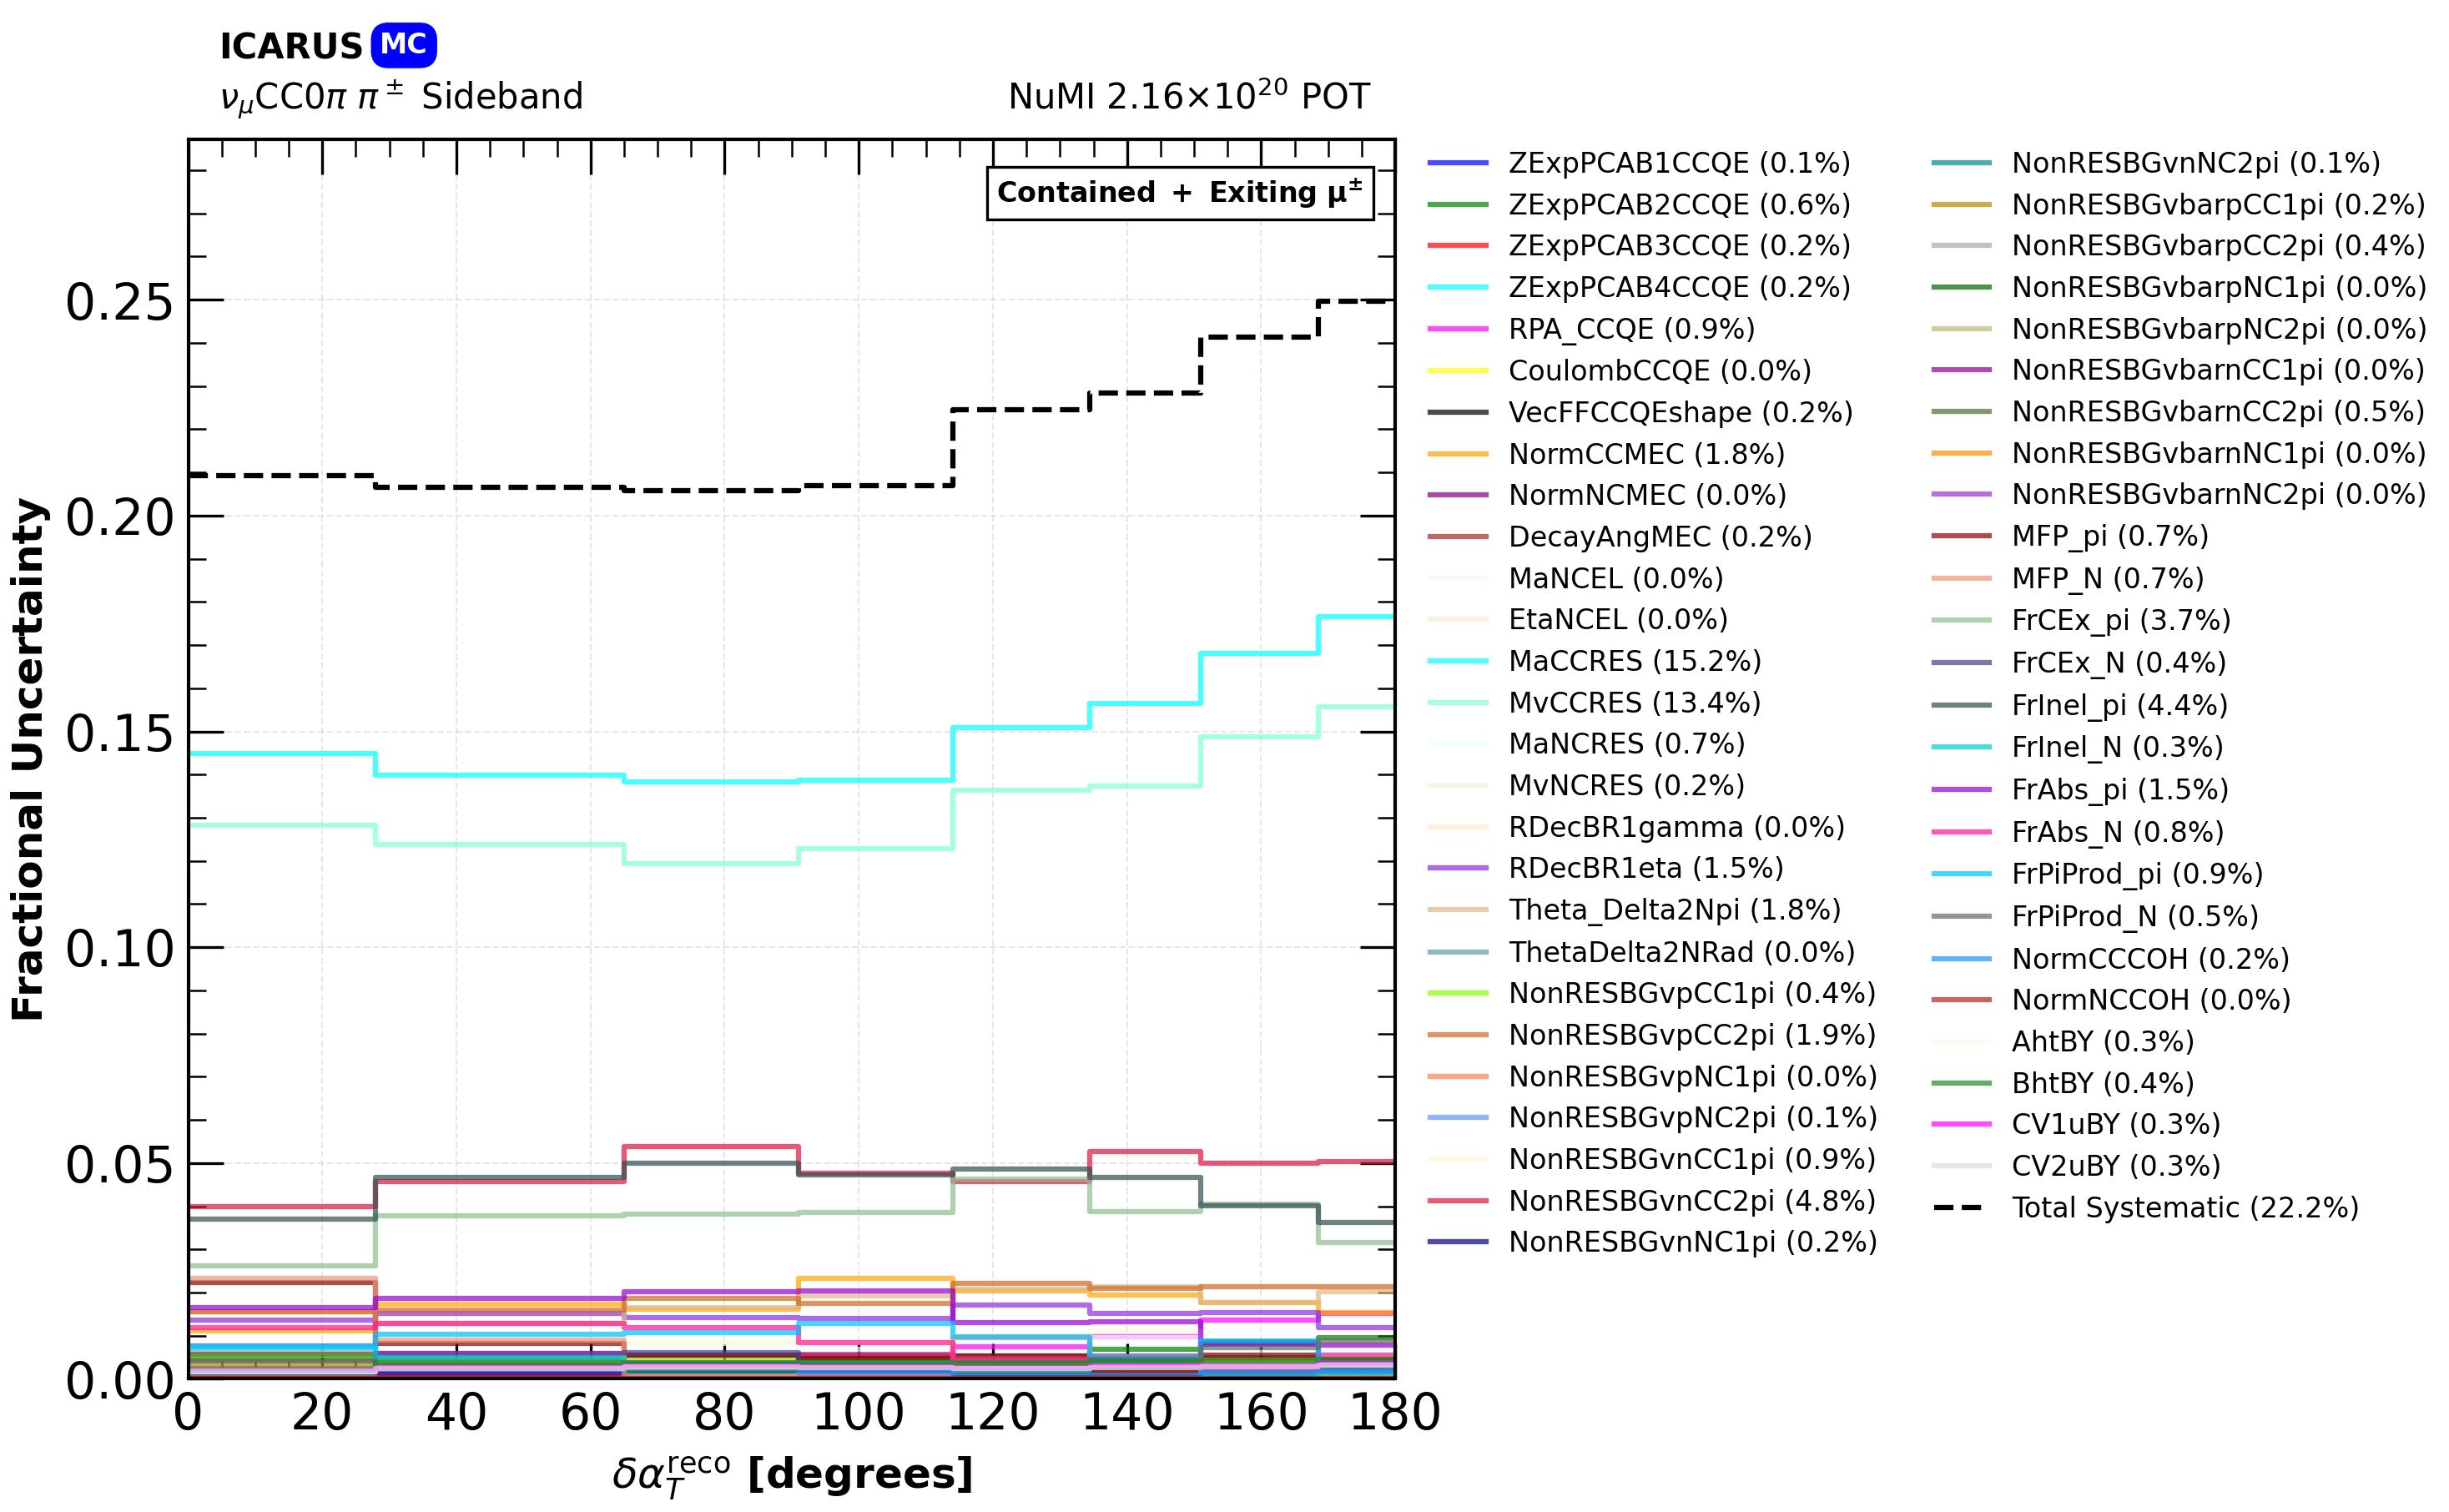 ICARUS MC
νμCC0π π± Sideband
NuMI 2.16×10²⁰ POT
Contained + Exiting μ±
Fractional Uncertainty
0.25
0.20
0.15
0.10
0.05
0.00
0 20 40 60 80 100 120 140 160 180
δα_T^reco [degrees]
ZExpPCAB1CCQE (0.1%)
ZExpPCAB2CCQE (0.6%)
ZExpPCAB3CCQE (0.2%)
ZExpPCAB4CCQE (0.2%)
RPA_CCQE (0.9%)
CoulombCCQE (0.0%)
VecFFCCQEshape (0.2%)
NormCCMEC (1.8%)
NormNCMEC (0.0%)
DecayAngMEC (0.2%)
MaNCEL (0.0%)
EtaNCEL (0.0%)
MaCCRES (15.2%)
MvCCRES (13.4%)
MaNCRES (0.7%)
MvNCRES (0.2%)
RDecBR1gamma (0.0%)
RDecBR1eta (1.5%)
Theta_Delta2Npi (1.8%)
ThetaDelta2NRad (0.0%)
NonRESBGvpCC1pi (0.4%)
NonRESBGvpCC2pi (1.9%)
NonRESBGvpNC1pi (0.0%)
NonRESBGvpNC2pi (0.1%)
NonRESBGvnCC1pi (0.9%)
NonRESBGvnCC2pi (4.8%)
NonRESBGvnNC1pi (0.2%)
NonRESBGvnNC2pi (0.1%)
NonRESBGvbarpCC1pi (0.2%)
NonRESBGvbarpCC2pi (0.4%)
NonRESBGvbarpNC1pi (0.0%)
NonRESBGvbarpNC2pi (0.0%)
NonRESBGvbarnCC1pi (0.0%)
NonRESBGvbarnCC2pi (0.5%)
NonRESBGvbarnNC1pi (0.0%)
NonRESBGvbarnNC2pi (0.0%)
MFP_pi (0.7%)
MFP_N (0.7%)
FrCEx_pi (3.7%)
FrCEx_N (0.4%)
FrInel_pi (4.4%)
FrInel_N (0.3%)
FrAbs_pi (1.5%)
FrAbs_N (0.8%)
FrPiProd_pi (0.9%)
FrPiProd_N (0.5%)
NormCCCOH (0.2%)
NormNCCOH (0.0%)
AhtBY (0.3%)
BhtBY (0.4%)
CV1uBY (0.3%)
CV2uBY (0.3%)
Total Systematic (22.2%)